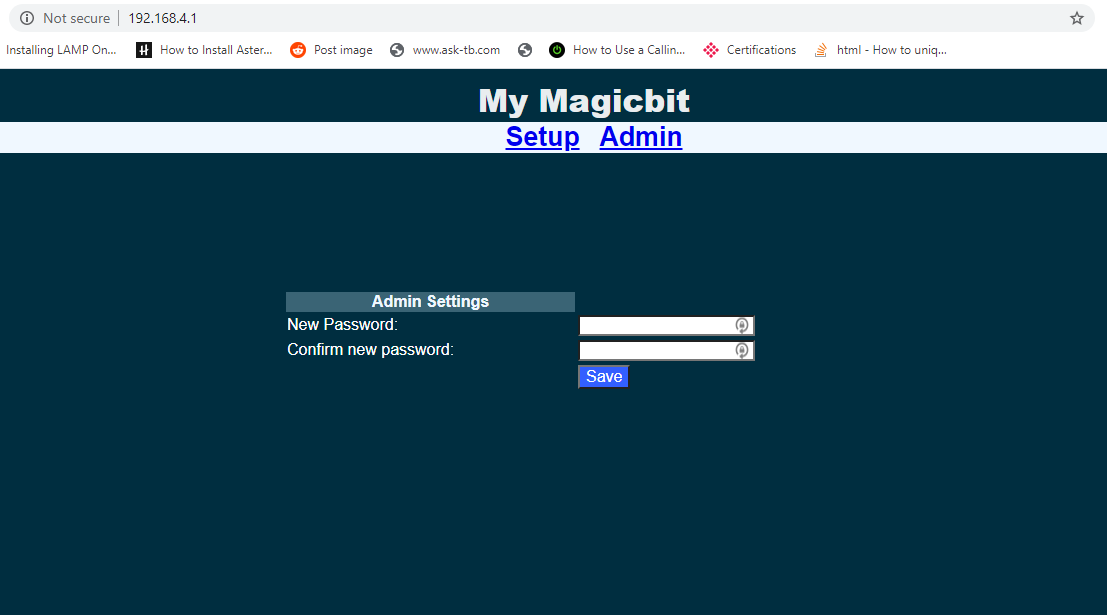 Not secure 192.168.4.1
Installing LAMP On... How to Install Aster... Post image www.ask-tb.com How to Use a Callin... Certifications html - How to uniq...
My Magicbit
Setup Admin
Admin Settings
New Password:
Confirm new password:
Save